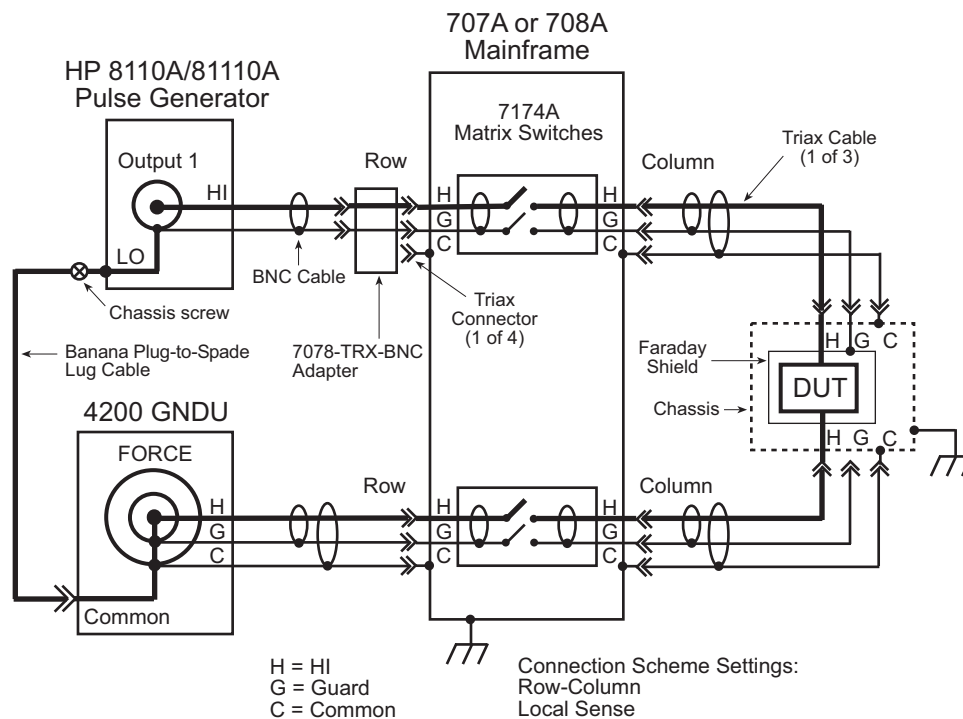 707A or 708A
Mainframe
HP 8110A/81110A
Pulse Generator
7174A
Matrix Switches
Triax Cable
(1 of 3)
Output 1
Row
Column
HI
H
H
G
G
C
C
LO
BNC Cable
Chassis screw
Triax
Connector
(1 of 4)
7078-TRX-BNC
Adapter
Banana Plug-to-Spade
Lug Cable
Faraday
Shield
H G C
DUT
Chassis
H G C
4200 GNDU
FORCE
Row
Column
H
H
H
G
G
G
C
C
C
Common
H = HI
G = Guard
C = Common
Connection Scheme Settings:
Row-Column
Local Sense